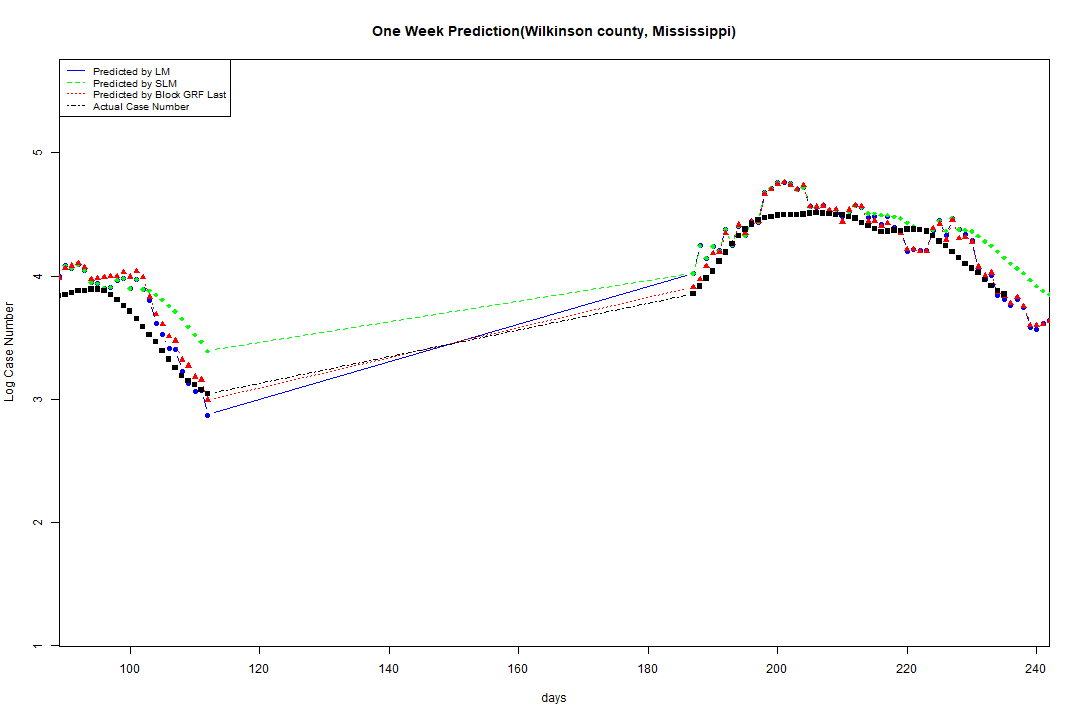 One Week Prediction(Wilkinson county, Mississippi)
Predicted by LM
Predicted by SLM
Predicted by Block GRF Last
Actual Case Number
5
4
3
2
1
Log Case Number
100 120 140 160 180 200 220 240
days